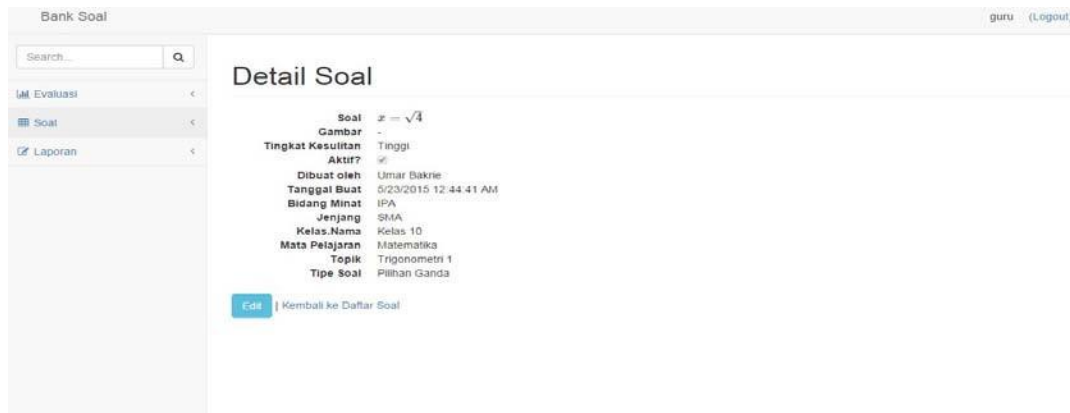 Bank Soal
guru (Logout)
Search...
Evaluasi
Soal
Laporan
Detail Soal
Soal x = √4
Gambar -
Tingkat Kesulitan Tinggi
Aktif?
Dibuat oleh Umar Bakrie
Tanggal Buat 5/23/2015 12:44:41 AM
Bidang Minat IPA
Jenjang SMA
Kelas.Nama Kelas 10
Mata Pelajaran Matematika
Topik Trigonometri 1
Tipe Soal Pilihan Ganda
Edit | Kembali ke Daftar Soal